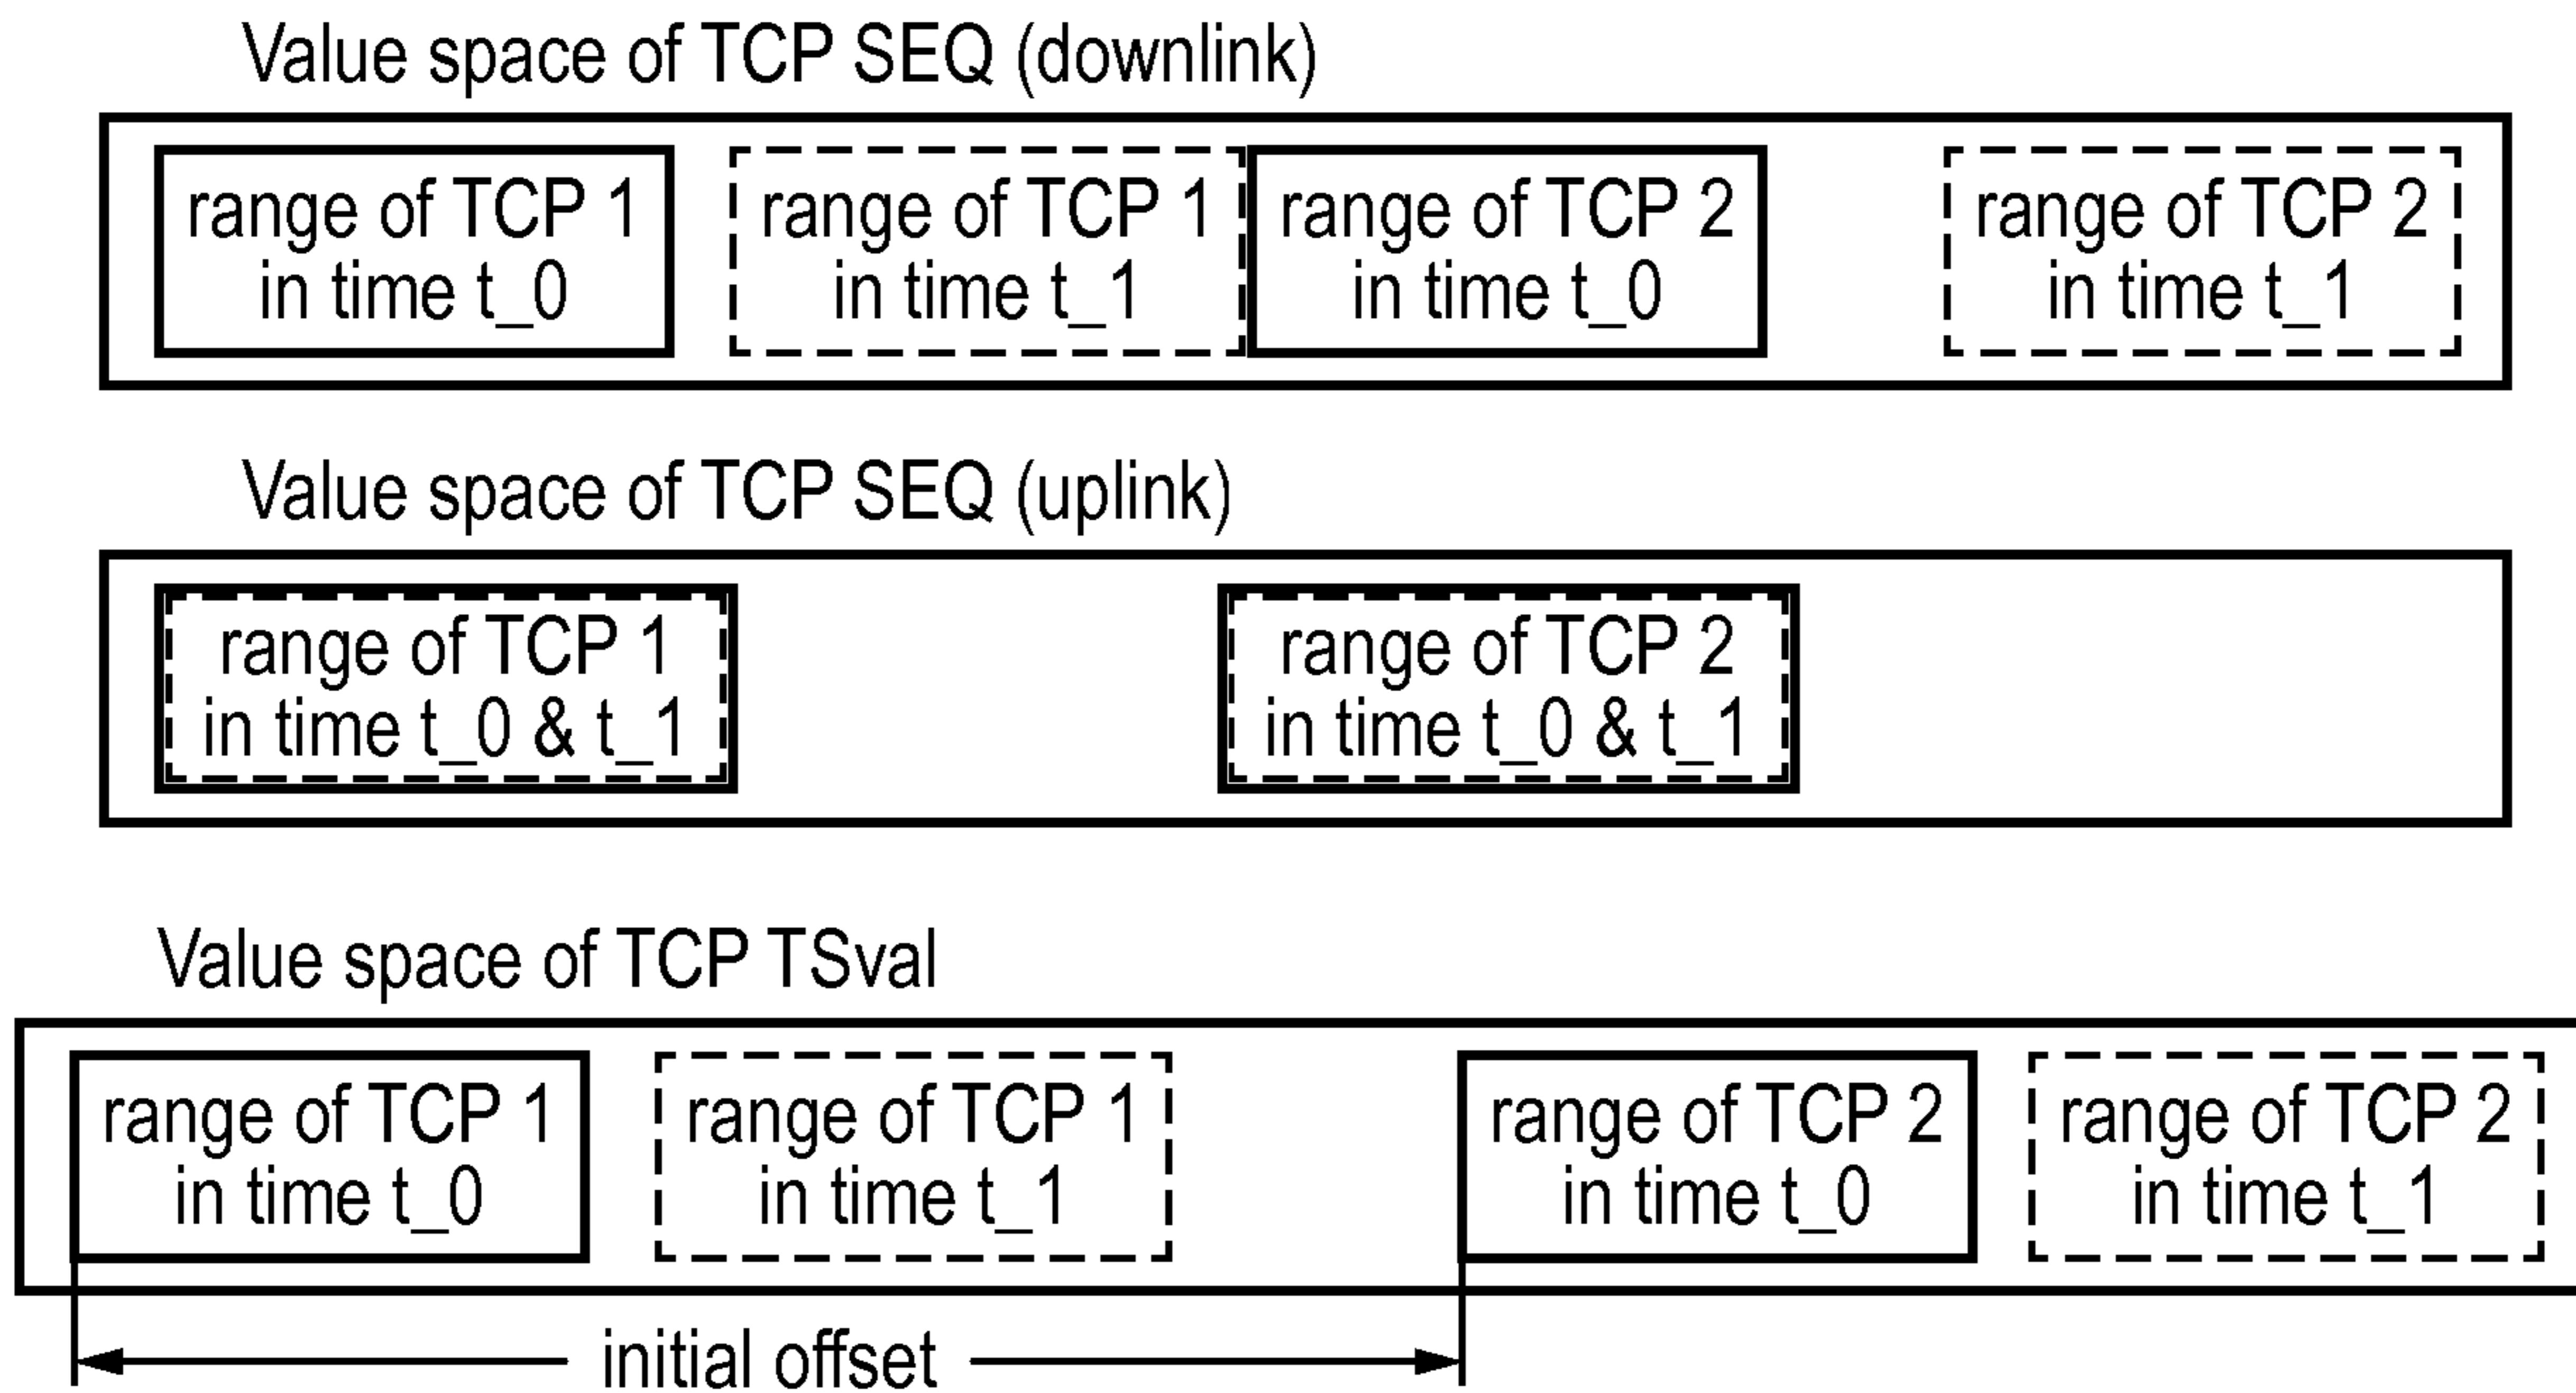 Value space of TCP SEQ (downlink)
range of TCP 1
in time t_0
range of TCP 1
in time t_1
range of TCP 2
in time t_0
range of TCP 2
in time t_1
Value space of TCP SEQ (uplink)
range of TCP 1
in time t_0 & t_1
range of TCP 2
in time t_0 & t_1
Value space of TCP TSval
range of TCP 1
in time t_0
range of TCP 1
in time t_1
range of TCP 2
in time t_0
range of TCP 2
in time t_1
initial offset